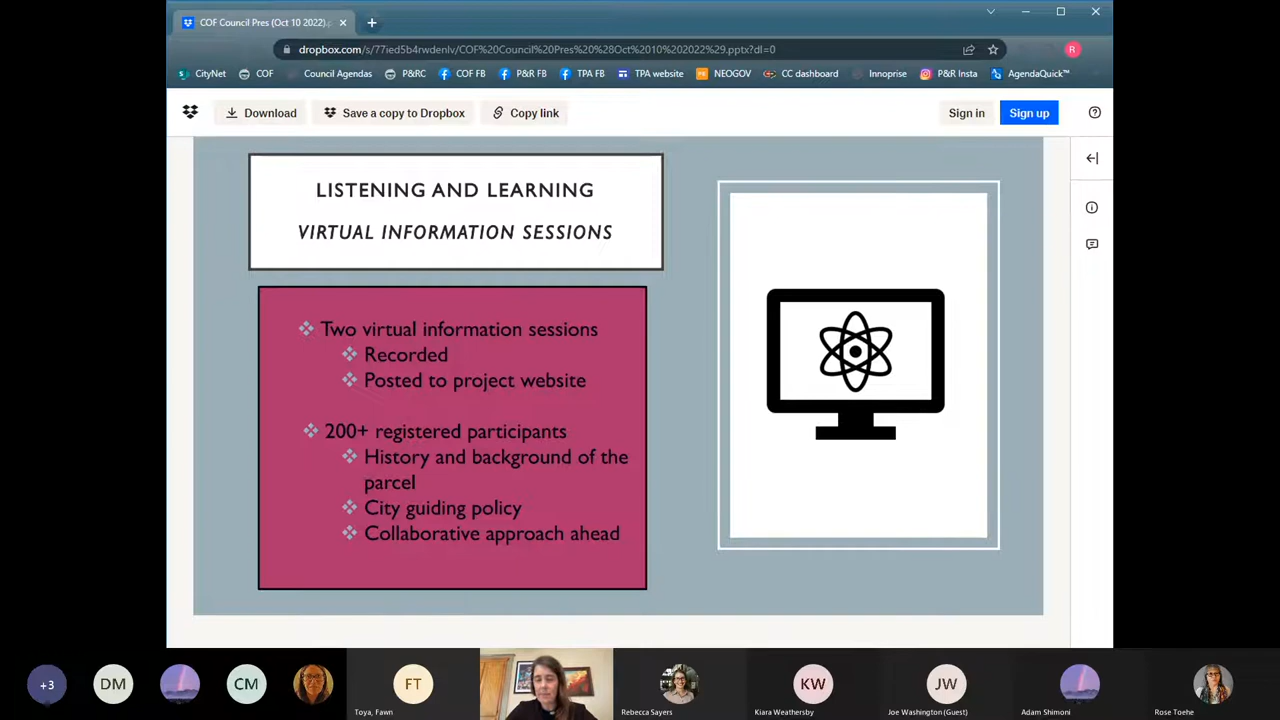 COF Council Pres (Oct 10 2022).
dropbox.com/s/77ied5b4rwdenlv/COF%20Council%20Pres%20%28Oct%2010%202022%29.pptx?dl=0
R
CityNet COF Council Agendas P&RC COF FB P&R FB TPA FB TPA website NEOGOV CC dashboard Innoprise P&R Insta AgendaQuick™
Download Save a copy to Dropbox Copy link Sign in Sign up
LISTENING AND LEARNING
VIRTUAL INFORMATION SESSIONS
Two virtual information sessions
Recorded
Posted to project website
200+ registered participants
History and background of the
parcel
City guiding policy
Collaborative approach ahead
+3 DM CM FT KW JW
Toya, Fawn Rebecca Sayers Kiara Weathersby Joe Washington (Guest) Adam Shimoni Rose Toehe